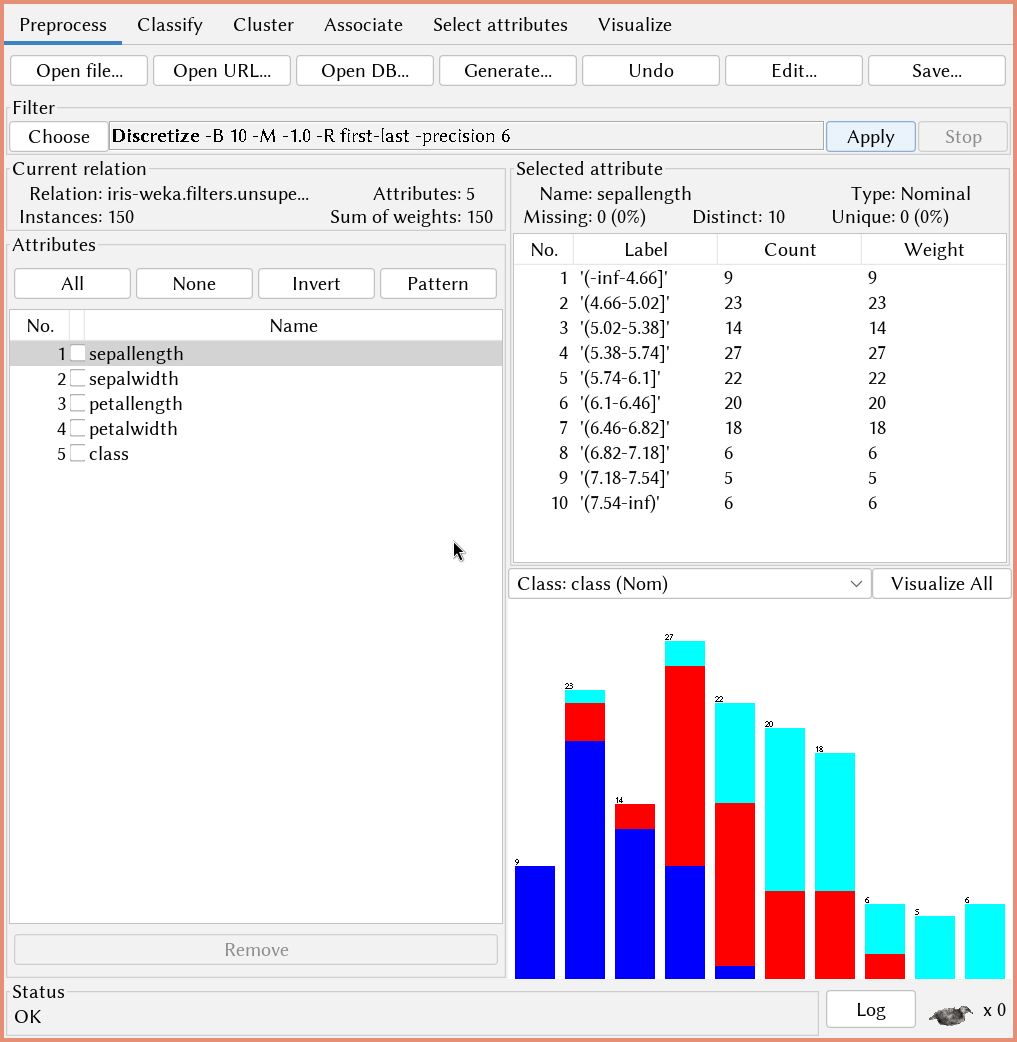 Preprocess Classify Cluster Associate Select attributes Visualize
Open file... Open URL... Open DB... Generate... Undo Edit... Save...
Filter
Choose Discretize -B 10 -M -1.0 -R first-last -precision 6 Apply Stop
Current relation
Relation: iris-weka.filters.unsupe... Attributes: 5
Instances: 150 Sum of weights: 150
Attributes
All None Invert Pattern
No. Name
1 sepallength
2 sepalwidth
3 petallength
4 petalwidth
5 class
Remove
Selected attribute
Name: sepallength Type: Nominal
Missing: 0 (0%) Distinct: 10 Unique: 0 (0%)
No. Label Count Weight
1 '(-inf-4.66]' 9 9
2 '(4.66-5.02]' 23 23
3 '(5.02-5.38]' 14 14
4 '(5.38-5.74]' 27 27
5 '(5.74-6.1]' 22 22
6 '(6.1-6.46]' 20 20
7 '(6.46-6.82]' 18 18
8 '(6.82-7.18]' 6 6
9 '(7.18-7.54]' 5 5
10 '(7.54-inf)' 6 6
Class: class (Nom) Visualize All
9 23 14 27 22 20 18 6 5 6
Status
OK
Log x 0